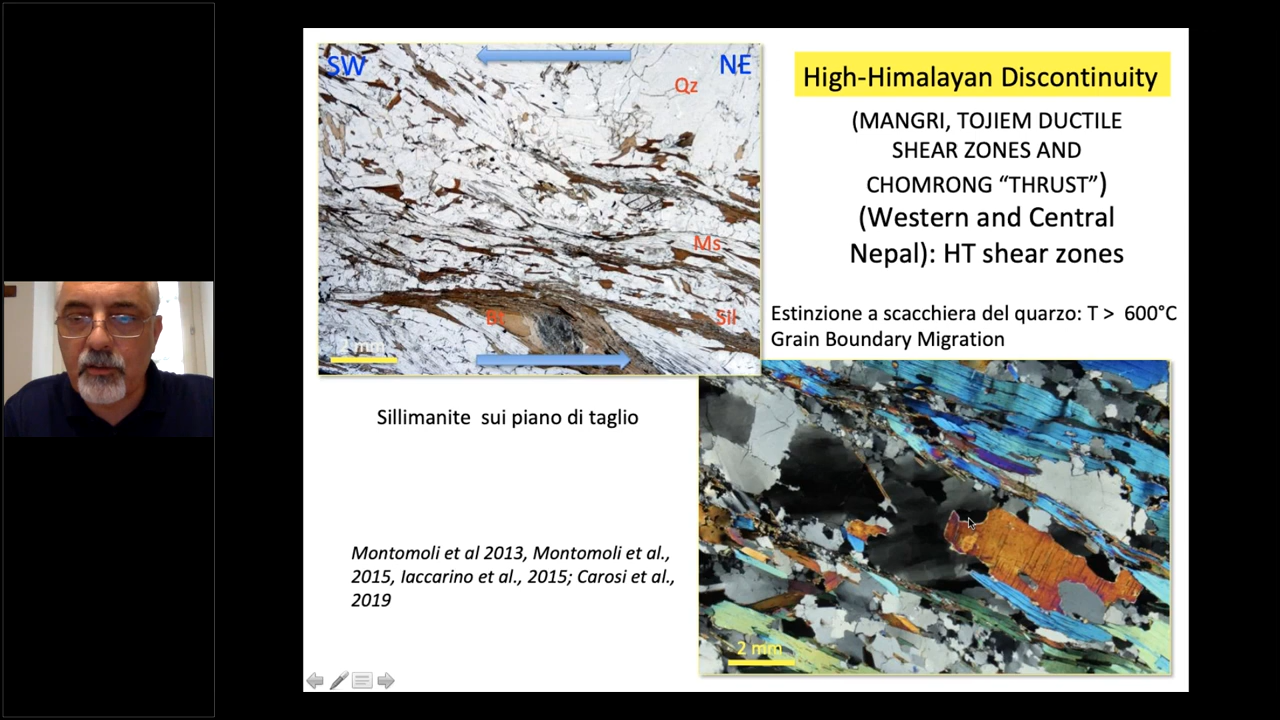 SW
NE
Qz
Ms
Bt
Sil
2 mm
High-Himalayan Discontinuity
(MANGRI, TOJIEM DUCTILE
SHEAR ZONES AND
CHOMRONG “THRUST”)
(Western and Central
Nepal): HT shear zones
Estinzione a scacchiera del quarzo: T > 600°C
Grain Boundary Migration
Sillimanite sui piano di taglio
Montomoli et al 2013, Montomoli et al.,
2015, Iaccarino et al., 2015; Carosi et al.,
2019
2 mm